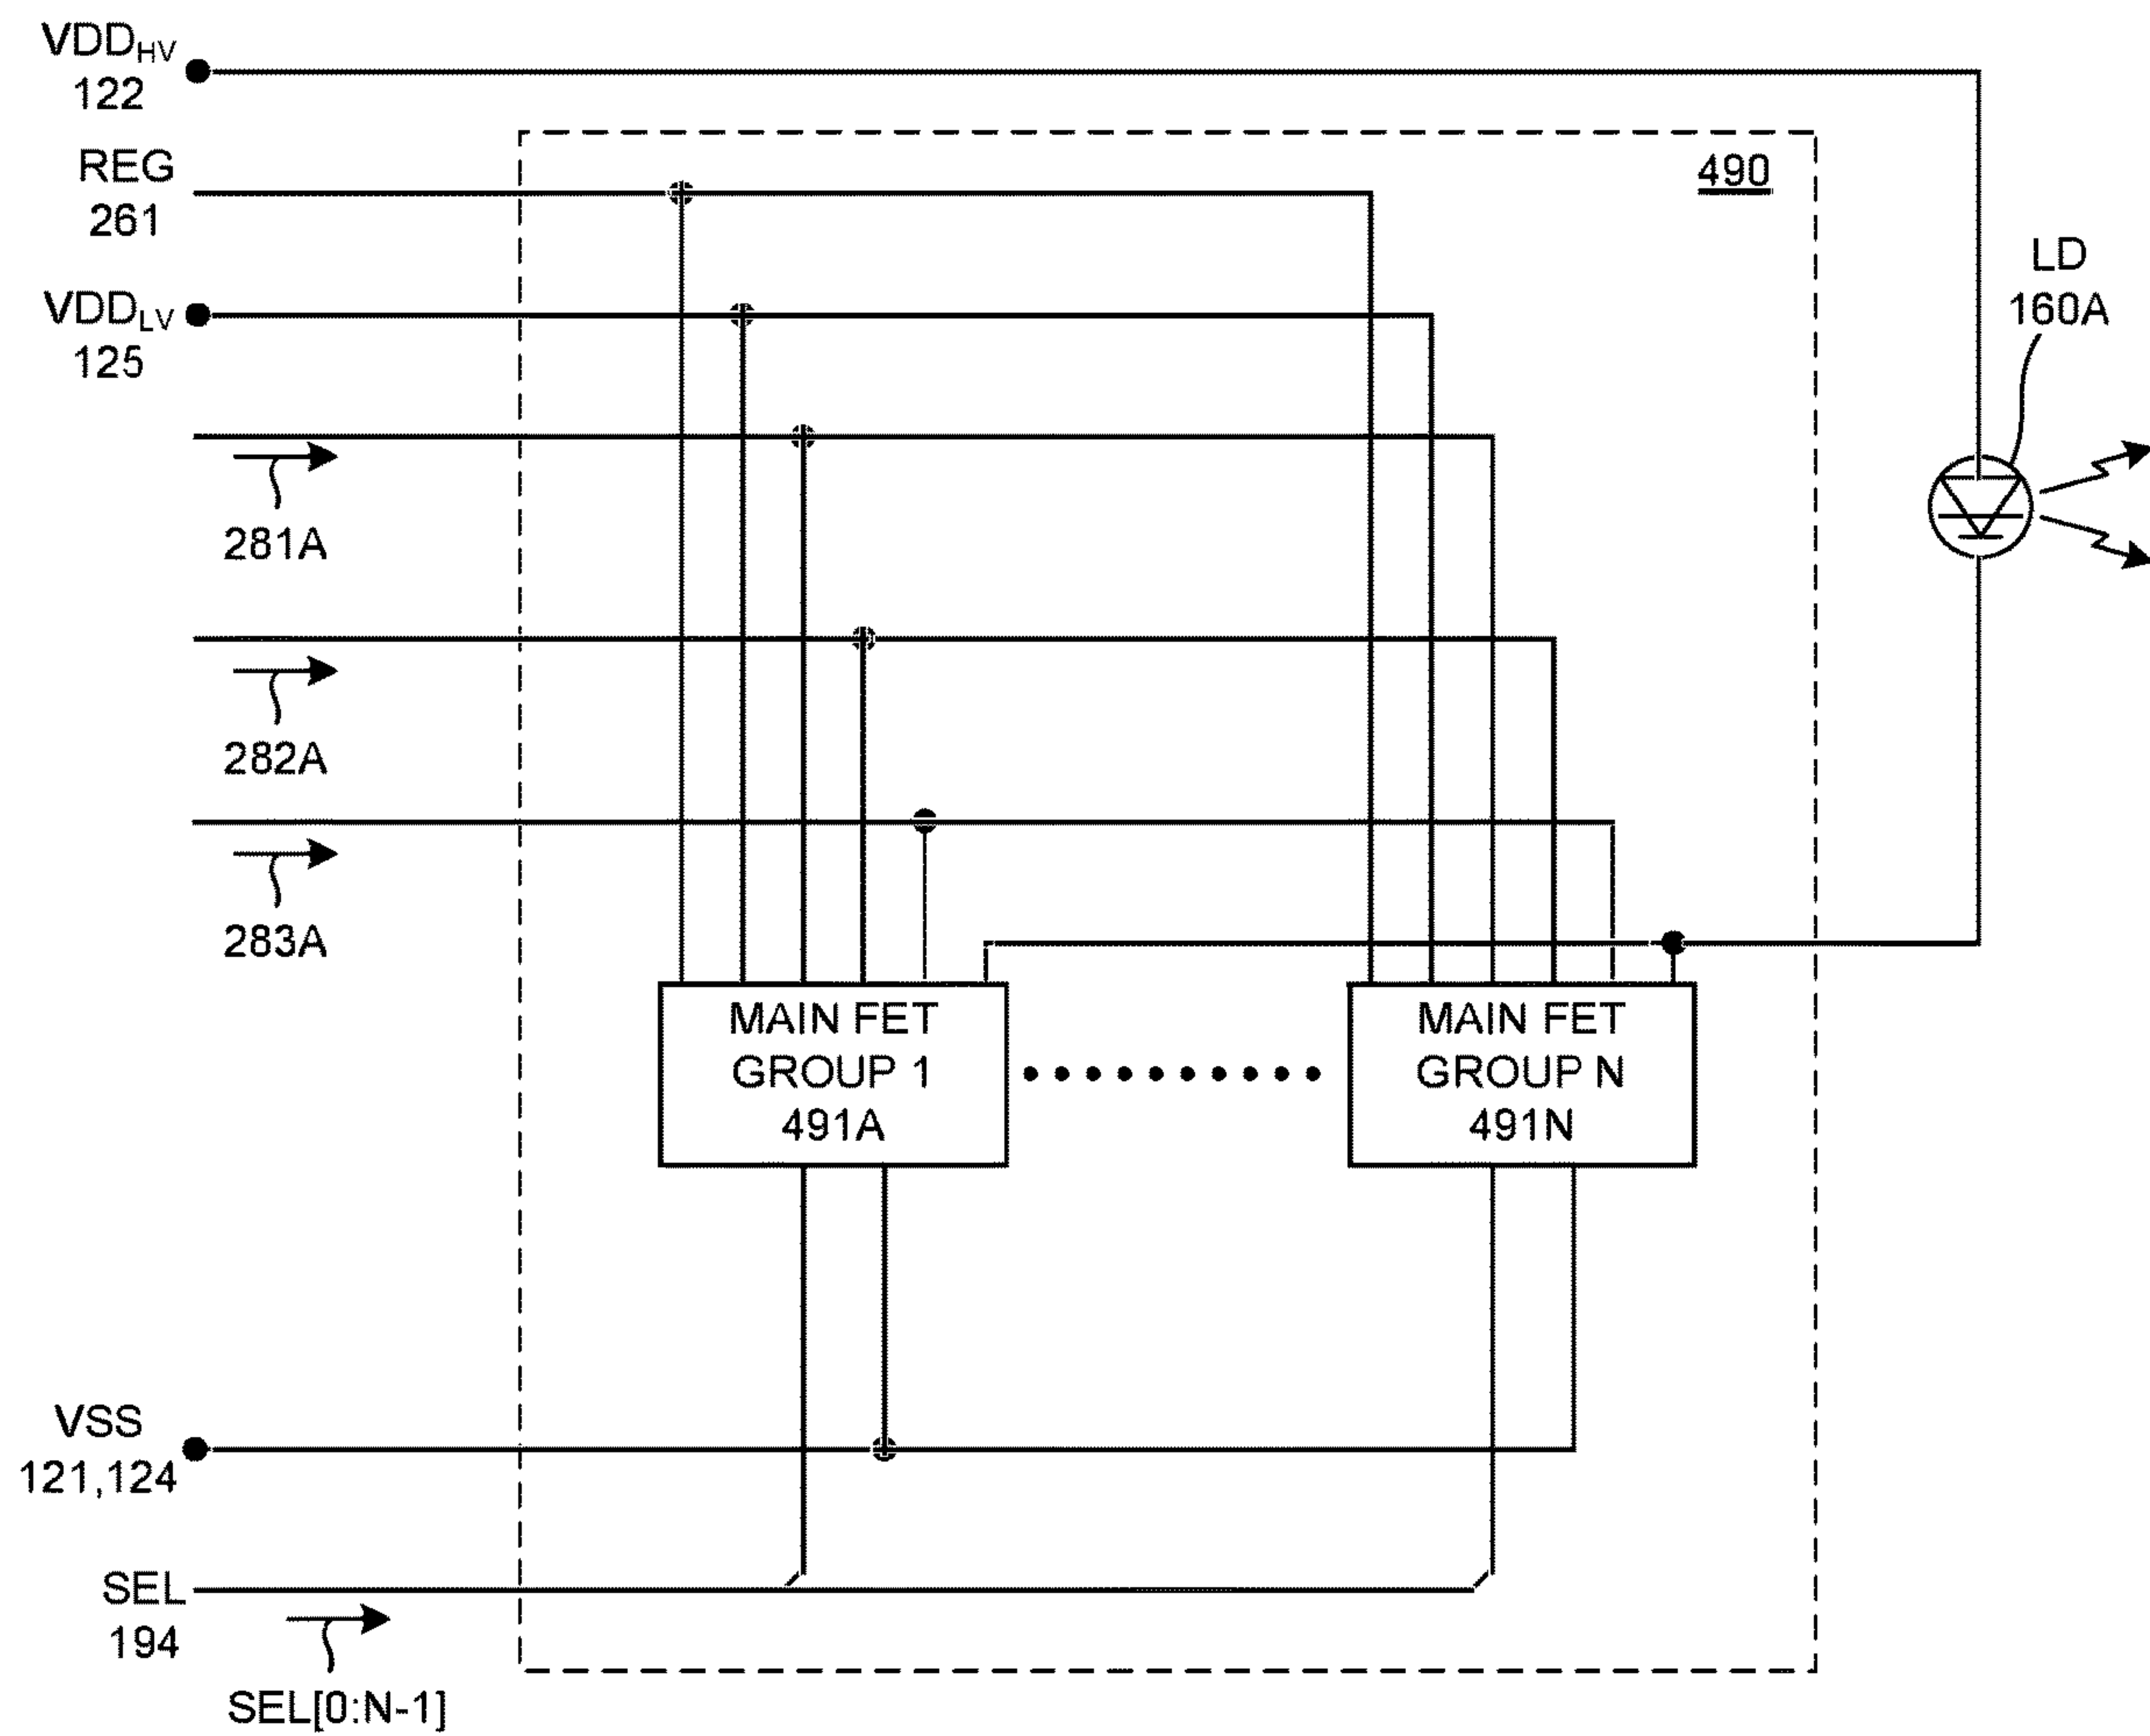 VDDHV
122
REG
261
490
LD
160A
VDDLV
125
281A
282A
283A
MAIN FET
GROUP 1
491A
MAIN FET
GROUP N
491N
VSS
121,124
SEL
194
SEL[0:N-1]